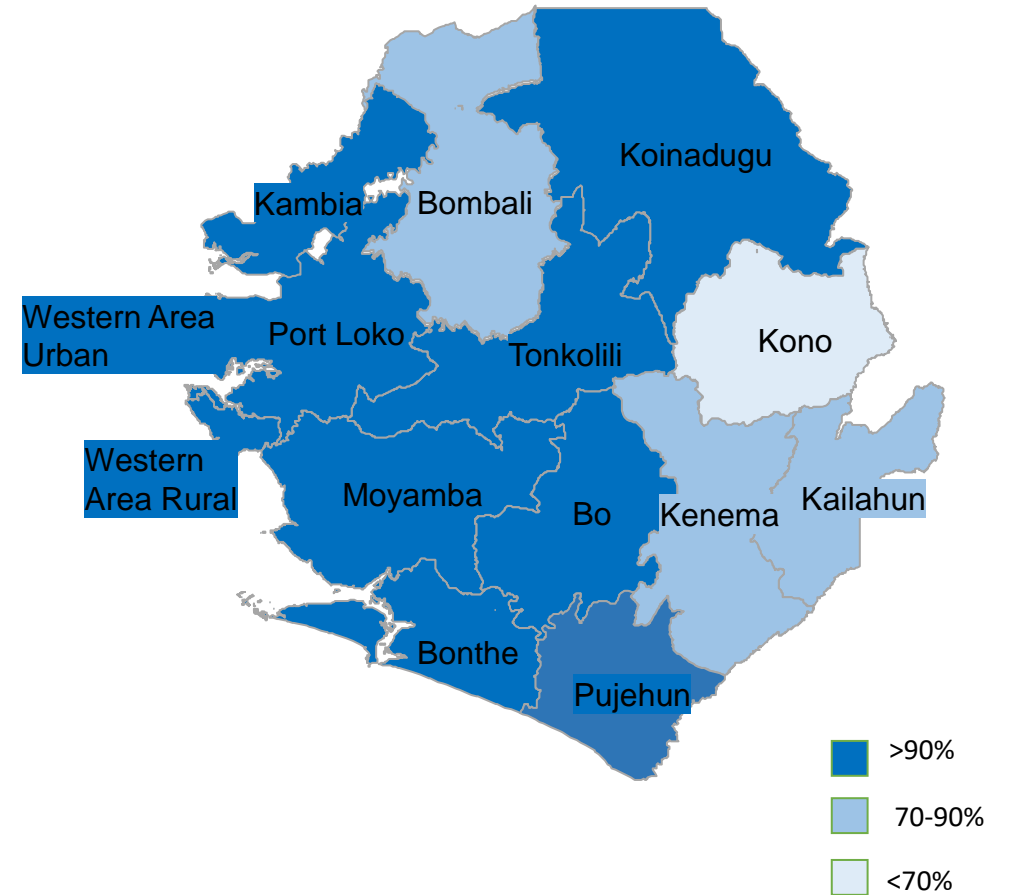 Koinadugu
Kambia
Bombali
Western Area
Urban
Port Loko
Tonkolili
Kono
Western
Area Rural
Moyamba
Bo
Kenema
Kailahun
Bonthe
Pujehun
>90%
70-90%
<70%